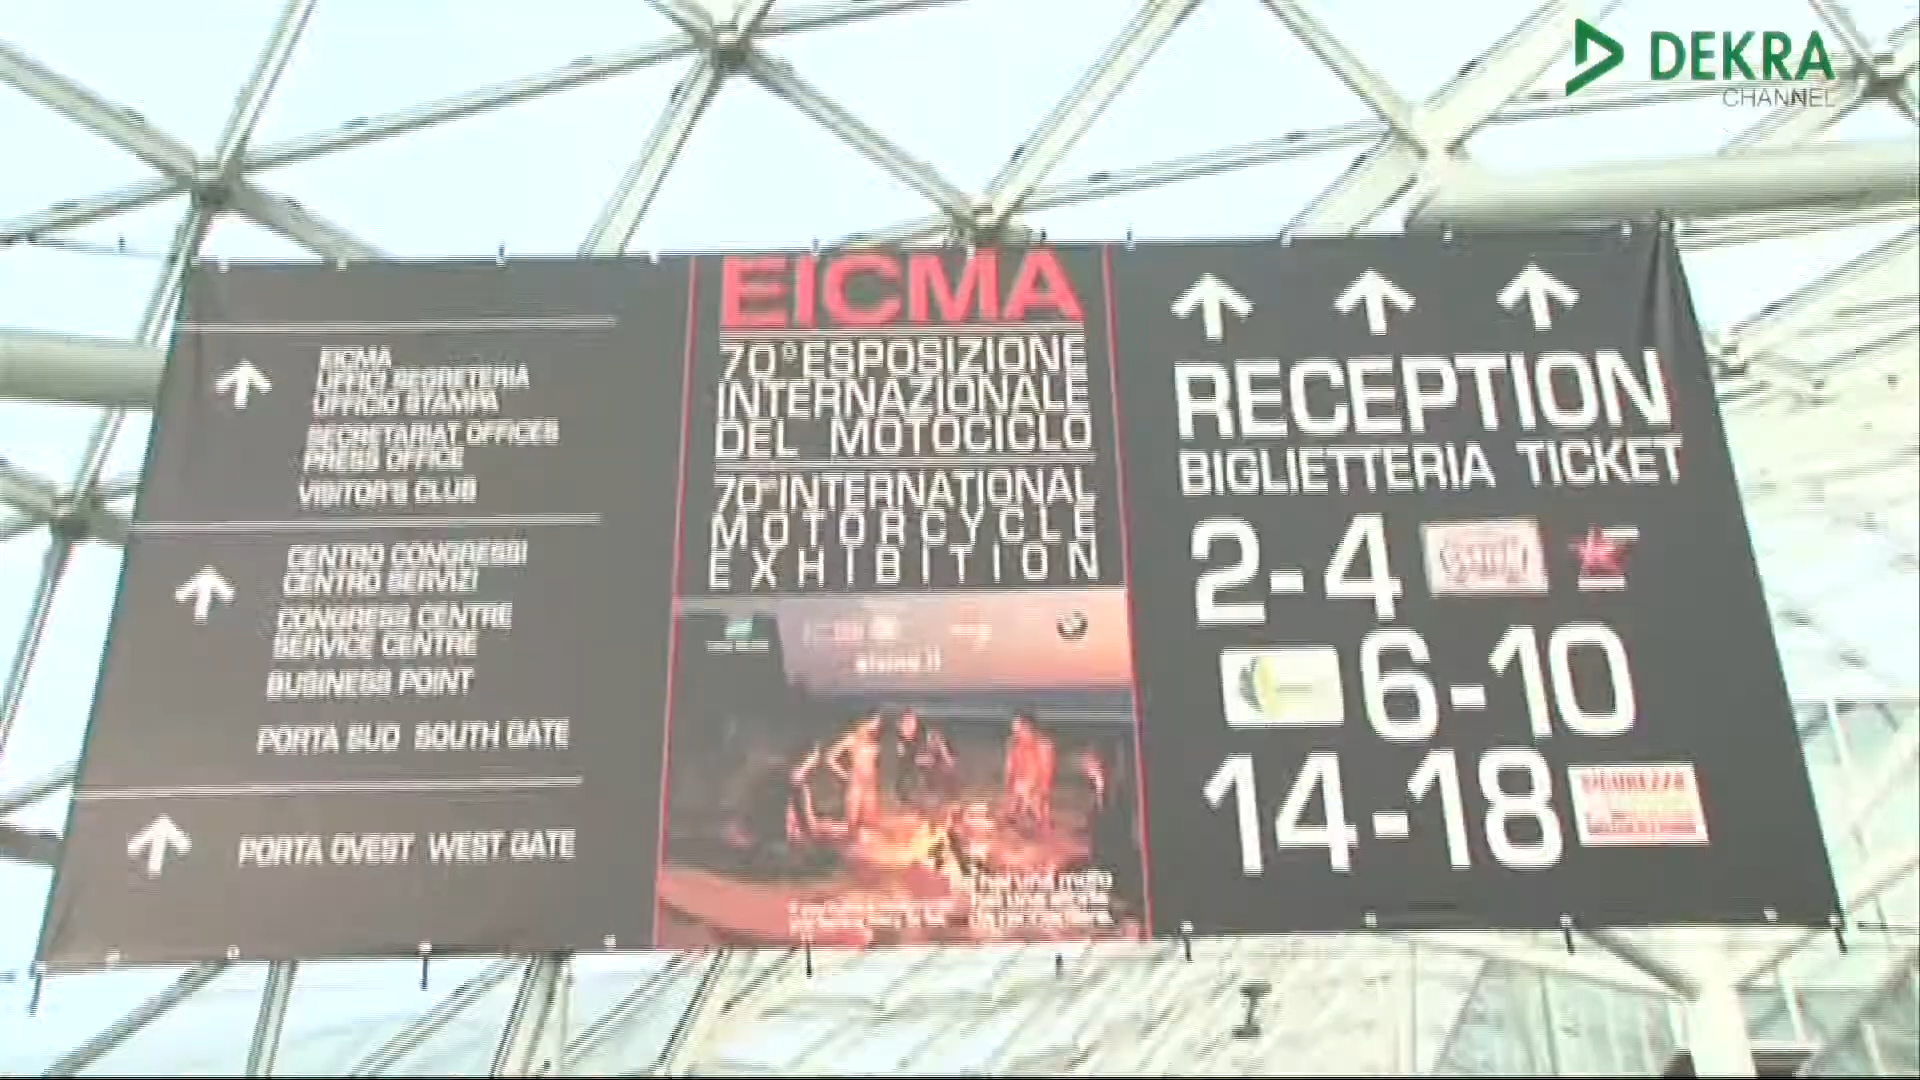 DEKRA
CHANNEL
EICMA
UFFICI SEGRETERIA
UFFICIO STAMPA
SECRETARIAT OFFICES
PRESS OFFICE
VISITOR'S CLUB
CENTRO CONGRESSI
CENTRO SERVIZI
CONGRESS CENTRE
SERVICE CENTRE
BUSINESS POINT
PORTA SUD SOUTH GATE
PORTA OVEST WEST GATE
EICMA
70° ESPOSIZIONE
INTERNAZIONALE
DEL MOTOCICLO
70° INTERNATIONAL
MOTORCYCLE
EXHIBITION
RECEPTION
BIGLIETTERIA TICKET
2-4
6-10
14-18
SICUREZZA